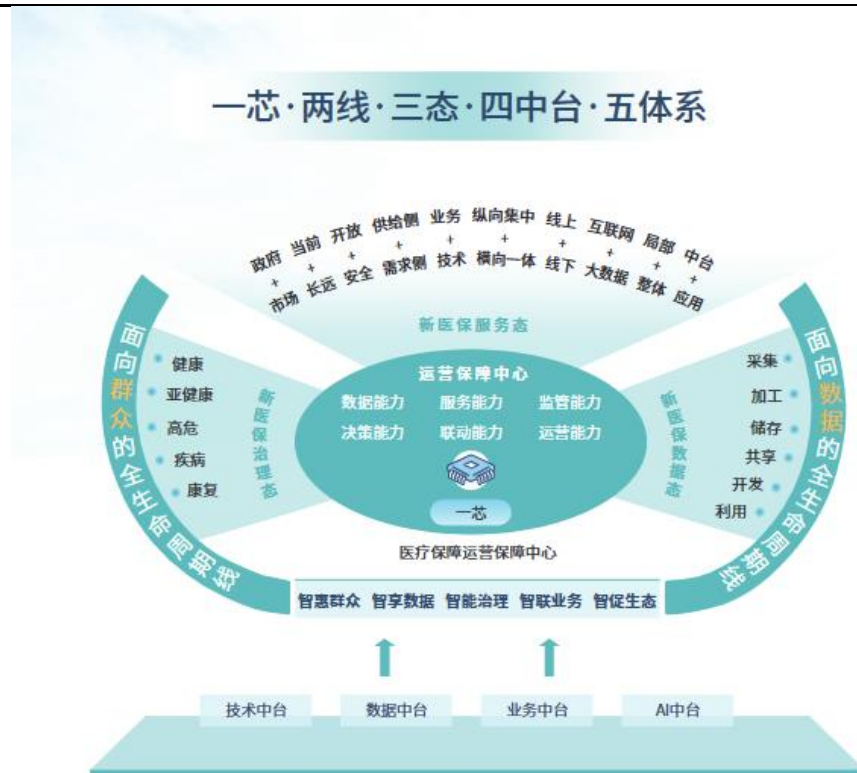 一芯·两线·三态·四中台·五体系
政府 当前 开放 供给侧 业务 纵向集中 线上 互联网 局部 中台
+ + + + + + + + + +
市场 长远 安全 需求侧 技术 横向一体 线下 大数据 整体 应用
新医保服务态
面向群众的全生命周期线
健康
亚健康
高危
疾病
康复
新医保治理态
运营保障中心
数据能力 服务能力 监管能力
决策能力 联动能力 运营能力
一芯
医疗保障运营保障中心
新医保数据态
采集
加工
储存
共享
开发
利用
面向数据的全生命周期线
智惠群众 智享数据 智能治理 智联业务 智促生态
技术中台 数据中台 业务中台 AI中台